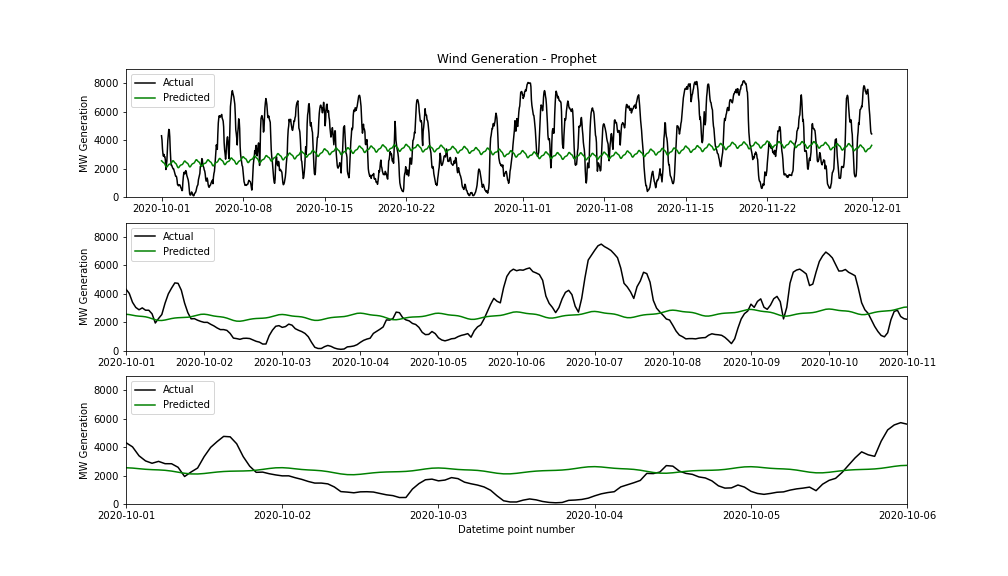 Wind Generation - Prophet
Actual
Predicted
MW Generation
8000
6000
4000
2000
0
2020-10-01 2020-10-08 2020-10-15 2020-10-22 2020-11-01 2020-11-08 2020-11-15 2020-11-22 2020-12-01
Actual
Predicted
MW Generation
8000
6000
4000
2000
0
2020-10-01 2020-10-02 2020-10-03 2020-10-04 2020-10-05 2020-10-06 2020-10-07 2020-10-08 2020-10-09 2020-10-10 2020-10-11
Actual
Predicted
MW Generation
8000
6000
4000
2000
0
2020-10-01 2020-10-02 2020-10-03 2020-10-04 2020-10-05 2020-10-06
Datetime point number